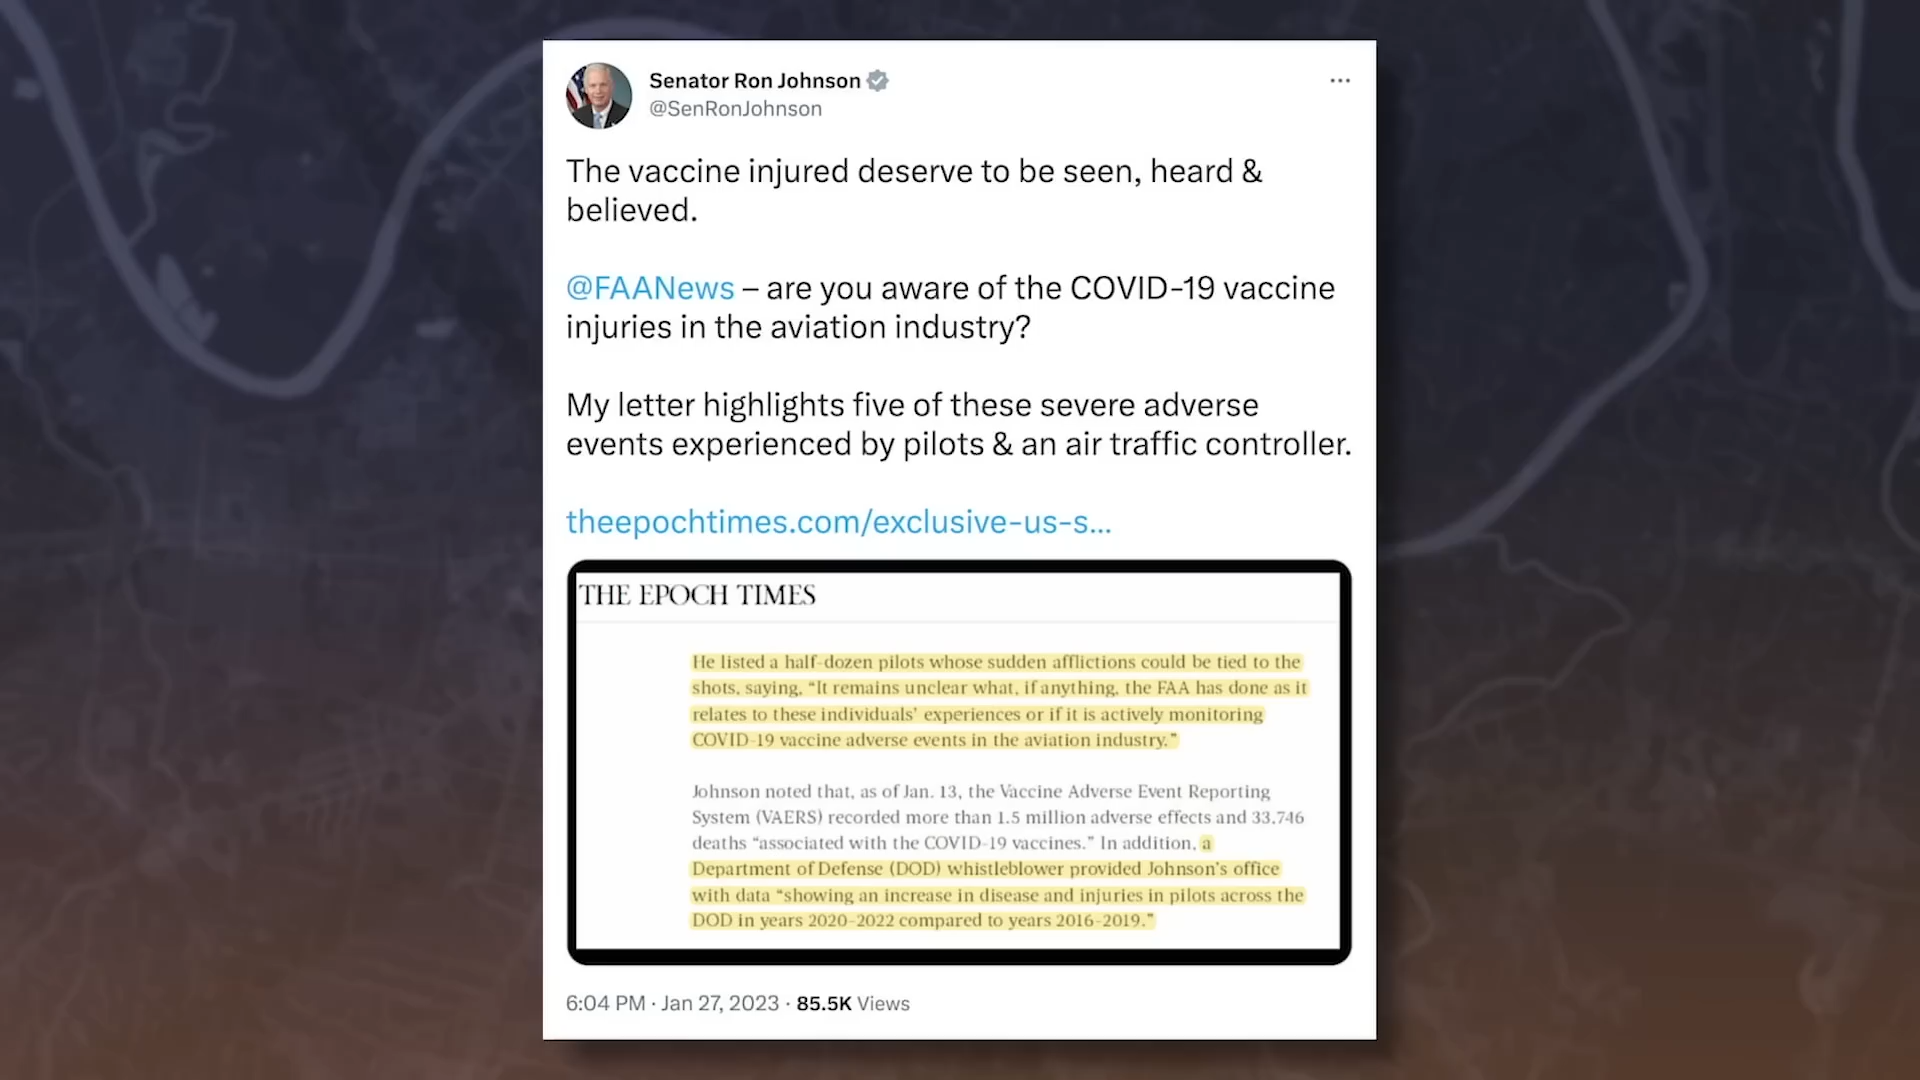 Senator Ron Johnson
@SenRonJohnson
The vaccine injured deserve to be seen, heard &
believed.
@FAANews – are you aware of the COVID-19 vaccine
injuries in the aviation industry?
My letter highlights five of these severe adverse
events experienced by pilots & an air traffic controller.
theepochtimes.com/exclusive-us-s...
THE EPOCH TIMES
He listed a half-dozen pilots whose sudden afflictions could be tied to the
shots, saying, “It remains unclear what, if anything, the FAA has done as it
relates to these individuals’ experiences or if it is actively monitoring
COVID-19 vaccine adverse events in the aviation industry.”
Johnson noted that, as of Jan. 13, the Vaccine Adverse Event Reporting
System (VAERS) recorded more than 1.5 million adverse effects and 33,746
deaths “associated with the COVID-19 vaccines.” In addition, a
Department of Defense (DOD) whistleblower provided Johnson’s office
with data “showing an increase in disease and injuries in pilots across the
DOD in years 2020-2022 compared to years 2016-2019.”
6:04 PM · Jan 27, 2023 · 85.5K Views